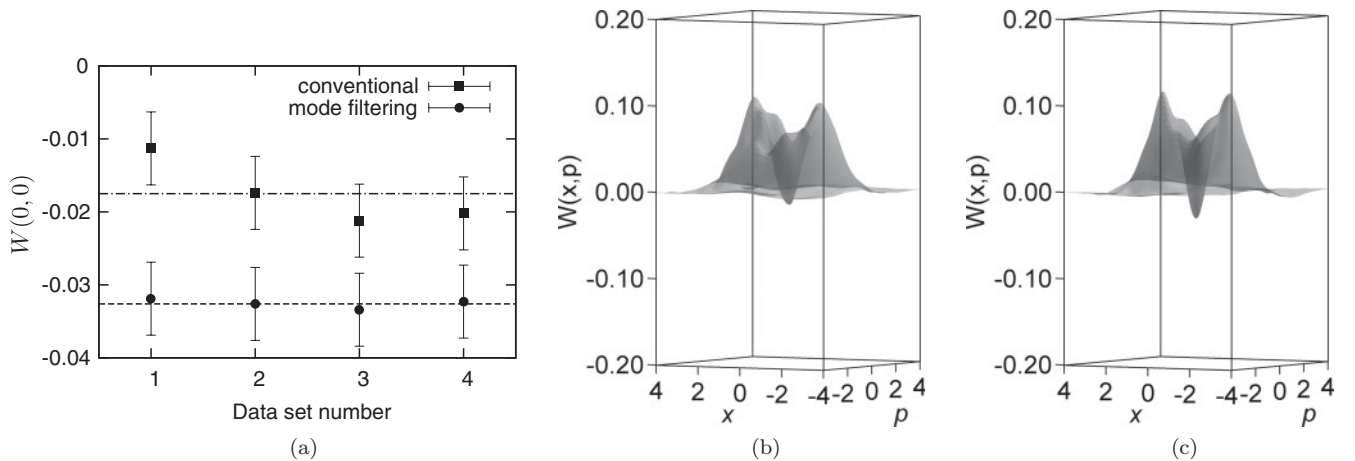 0
-0.01
-0.02
-0.03
-0.04
W(0, 0)
conventional
mode filtering
1 2 3 4
Data set number
(a)
0.20
0.10
0.00
-0.10
-0.20
W(x,p)
4 2 0 -2 -4 -2 0 2 4
x p
(b)
0.20
0.10
0.00
-0.10
-0.20
W(x,p)
4 2 0 -2 -4 -2 0 2 4
x p
(c)